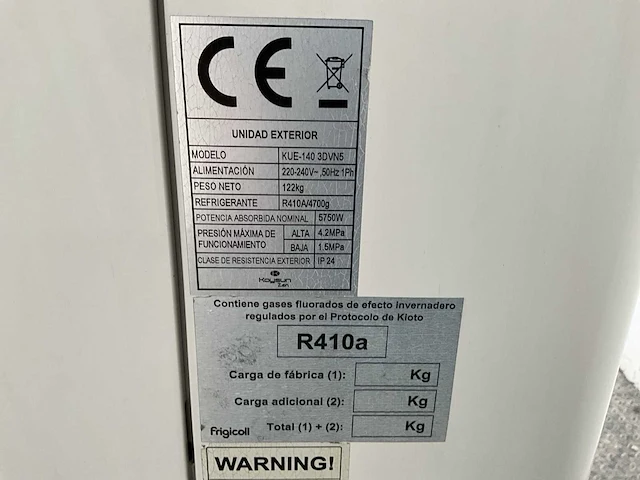 CE
UNIDAD EXTERIOR
MODELO KUE-140 3DVN5
ALIMENTACIÓN 220-240V~,50Hz 1Ph
PESO NETO 122kg
REFRIGERANTE R410A/4700g
POTENCIA ABSORBIDA NOMINAL 5750W
PRESIÓN MÁXIMA DE FUNCIONAMIENTO ALTA 4.2MPa
BAJA 1.5MPa
CLASE DE RESISTENCIA EXTERIOR IP 24
Kaysun
Zen
Contiene gases fluorados de efecto invernadero
regulados por el Protocolo de Kioto
R410a
Carga de fábrica (1): Kg
Carga adicional (2): Kg
Frigicoll Total (1) + (2): Kg
WARNING!